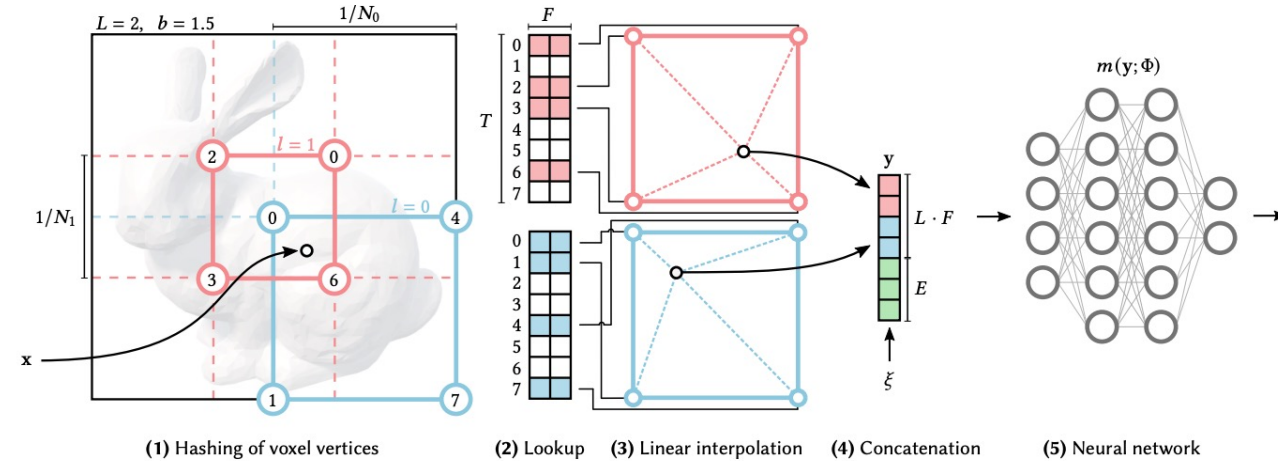 L = 2, b = 1.5
1/N₀
l = 1
2
0
1/N₁
l = 0
0
4
3
6
x
1
7
F
T
0
1
2
3
4
5
6
7
0
1
2
3
4
5
6
7
y
L · F
E
ξ
m(y; Φ)
(1) Hashing of voxel vertices
(2) Lookup
(3) Linear interpolation
(4) Concatenation
(5) Neural network